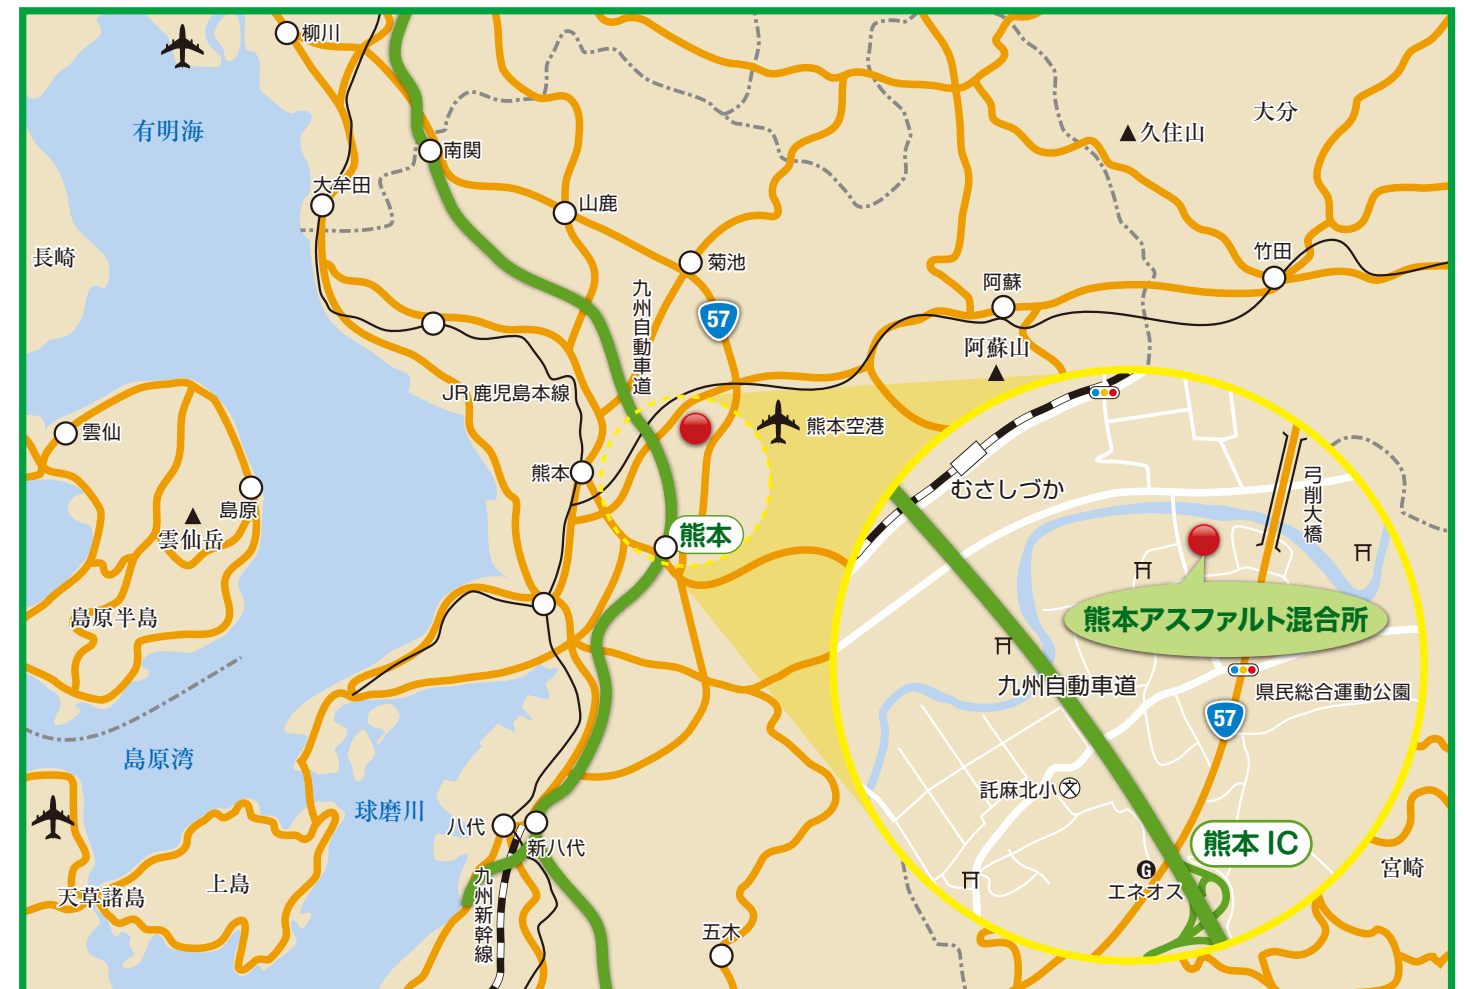 柳川
有明海
大分
久住山
南関
大牟田
山鹿
長崎
菊池
竹田
九州自動車道
阿蘇
57
阿蘇山
JR鹿児島本線
熊本空港
雲仙
熊本
島原
むさしづか
弓削大橋
雲仙岳
熊本
島原半島
熊本アスファルト混合所
九州自動車道
県民総合運動公園
57
島原湾
託麻北小
文
球磨川
八代
新八代
熊本IC
宮崎
G
エネオス
天草諸島
上島
九州新幹線
五木